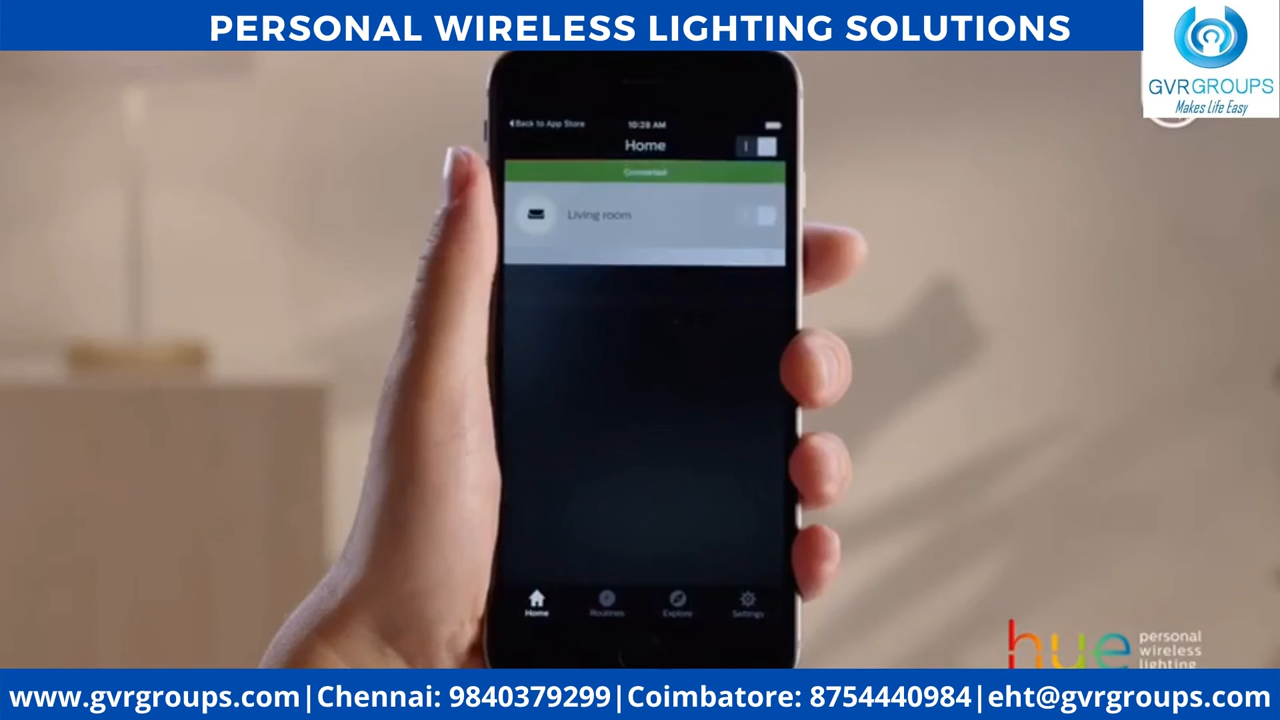 PERSONAL WIRELESS LIGHTING SOLUTIONS
GVRGROUPS
Makes Life Easy
Back to App Store 10:28 AM
Home
Connected
Living room
Home Routines Explore Settings
hue personal
wireless
lighting
www.gvrgroups.com|Chennai: 9840379299|Coimbatore: 8754440984|eht@gvrgroups.com